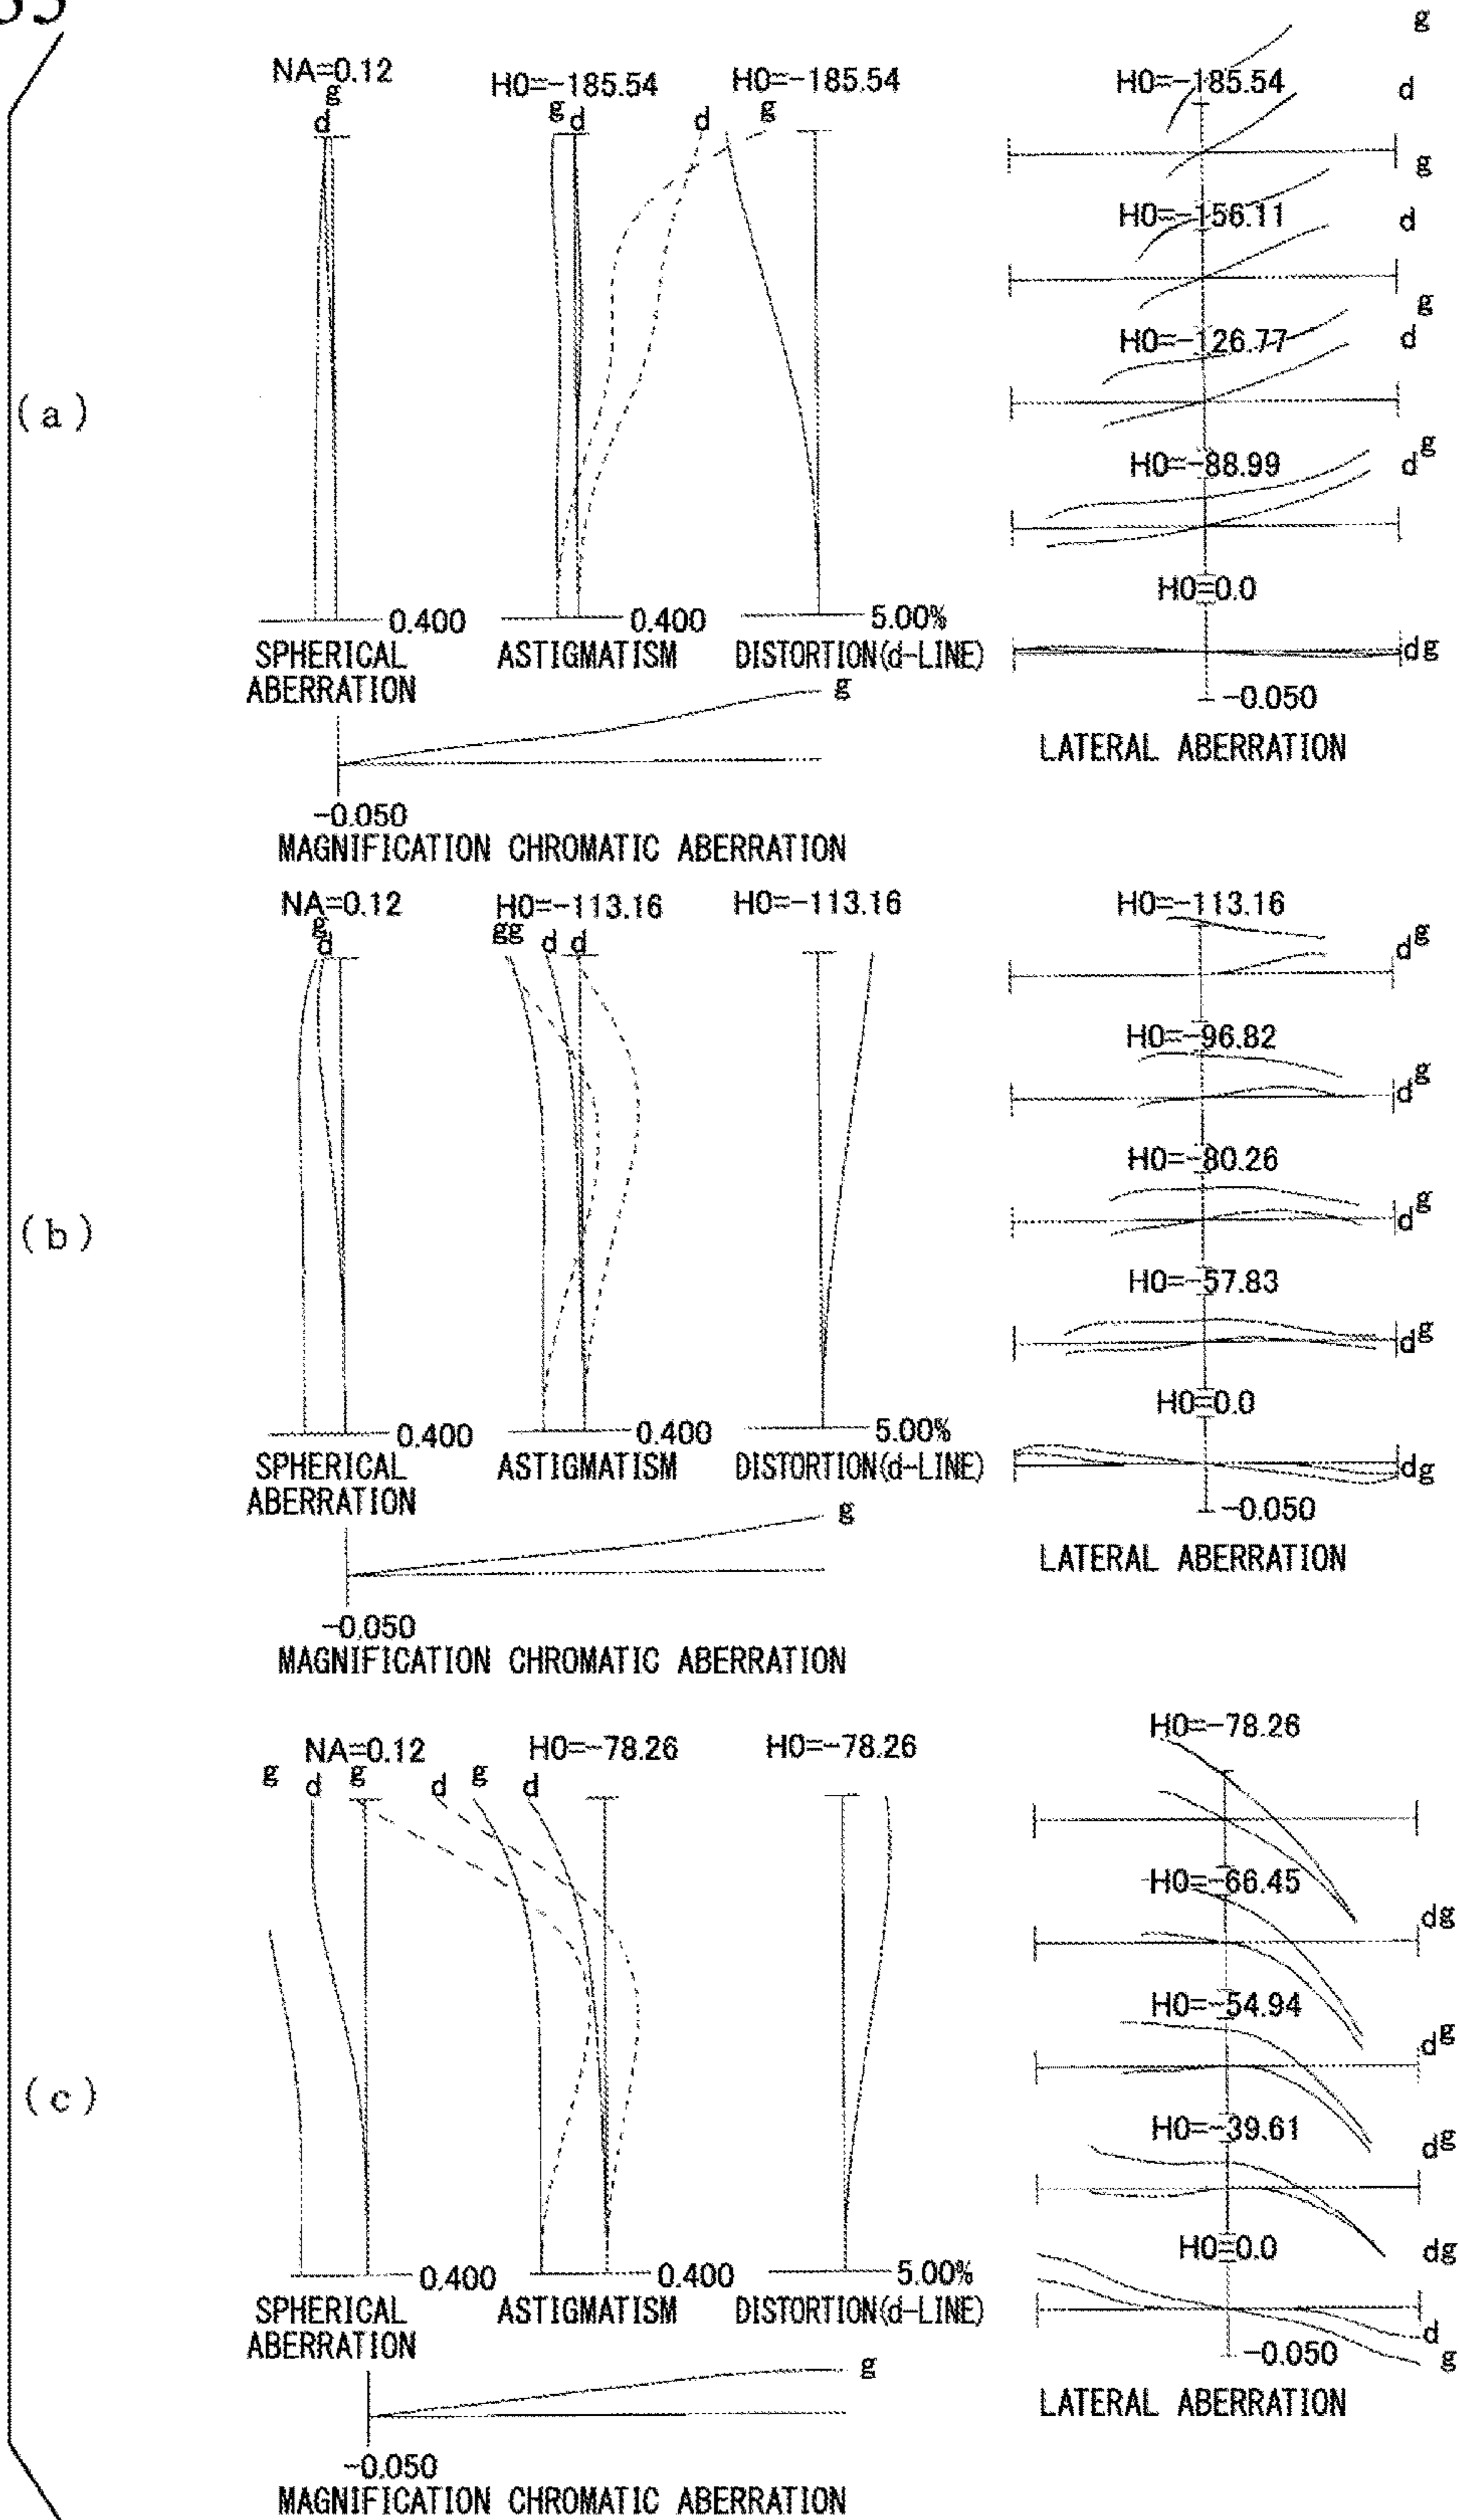 (a)
NA=0.12
g
d
0.400
SPHERICAL
ABERRATION
H0=-185.54
g d
d
g
0.400
ASTIGMATISM
H0=-185.54
5.00%
DISTORTION(d-LINE)
g
-0.050
MAGNIFICATION CHROMATIC ABERRATION
g
H0=-185.54
d
g
H0=-156.11
d
g
H0=-126.77
d
g
H0=-88.99
d
H0=0.0
dg
-0.050
LATERAL ABERRATION
(b)
NA=0.12
g
d
0.400
SPHERICAL
ABERRATION
H0=-113.16
gg d d
0.400
ASTIGMATISM
H0=-113.16
5.00%
DISTORTION(d-LINE)
g
-0.050
MAGNIFICATION CHROMATIC ABERRATION
H0=-113.16
dg
H0=-96.82
dg
H0=-80.26
dg
H0=-57.83
dg
H0=0.0
dg
-0.050
LATERAL ABERRATION
(c)
NA=0.12
g d g
0.400
SPHERICAL
ABERRATION
H0=-78.26
d g d
0.400
ASTIGMATISM
H0=-78.26
5.00%
DISTORTION(d-LINE)
g
-0.050
MAGNIFICATION CHROMATIC ABERRATION
H0=-78.26
H0=-66.45
dg
H0=-54.94
dg
H0=-39.61
dg
H0=0.0
dg
d
g
-0.050
LATERAL ABERRATION